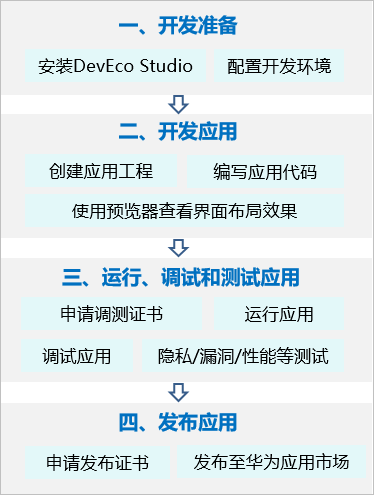 一、开发准备
安装DevEco Studio 配置开发环境
二、开发应用
创建应用工程 编写应用代码
使用预览器查看界面布局效果
三、运行、调试和测试应用
申请调测证书 运行应用
调试应用 隐私/漏洞/性能等测试
四、发布应用
申请发布证书 发布至华为应用市场